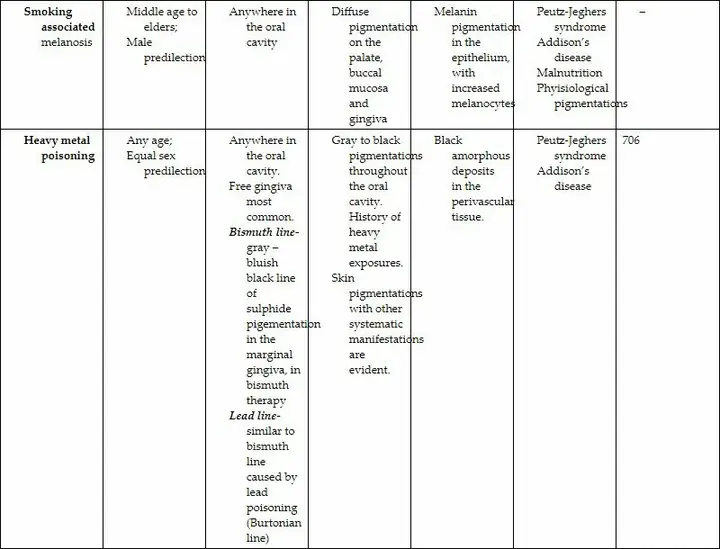 Smoking
associated
melanosis
Middle age to
elders;
Male
predilection
Anywhere in
the oral
cavity
Diffuse
pigmentation
on the
palate,
buccal
mucosa
and
gingiva
Melanin
pigmentation
in the
epithelium,
with
increased
melanocytes
Peutz-Jeghers
syndrome
Addison's
disease
Malnutrition
Phyisiological
pigmentations
–
Heavy metal
poisoning
Any age;
Equal sex
predilection
Anywhere in
the oral
cavity.
Free gingiva
most
common.
Bismuth line-
gray –
bluish
black line
of
sulphide
pigementation
in the
marginal
gingiva, in
bismuth
therapy
Lead line-
similar to
bismuth
line
caused by
lead
poisoning
(Burtonian
line)
Gray to black
pigmentations
throughout
the oral
cavity.
History of
heavy
metal
exposures.
Skin
pigmentations
with other
systematic
manifestations
are
evident.
Black
amorphous
deposits
in the
perivascular
tissue.
Peutz-Jeghers
syndrome
Addison's
disease
706